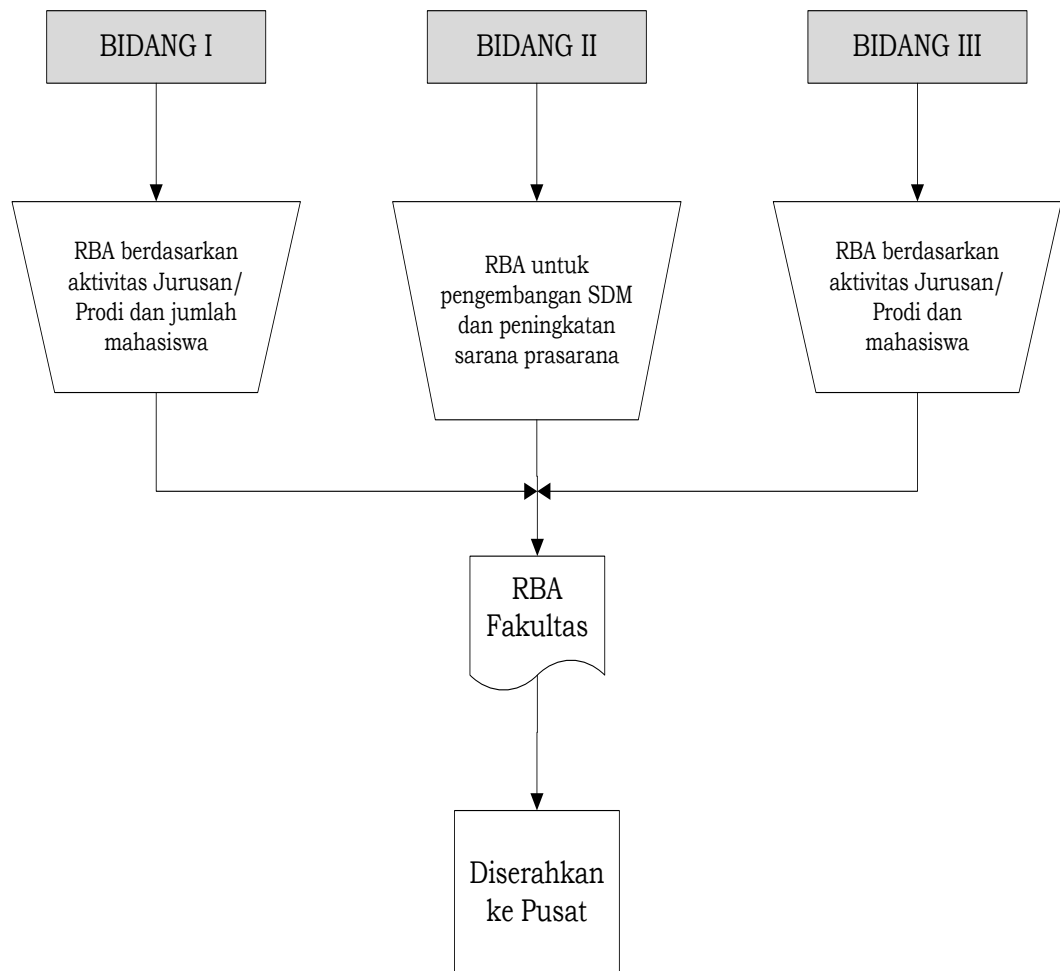 BIDANG I
BIDANG II
BIDANG III
RBA berdasarkan
aktivitas Jurusan/
Prodi dan jumlah
mahasiswa
RBA untuk
pengembangan SDM
dan peningkatan
sarana prasarana
RBA berdasarkan
aktivitas Jurusan/
Prodi dan
mahasiswa
RBA
Fakultas
Diserahkan
ke Pusat